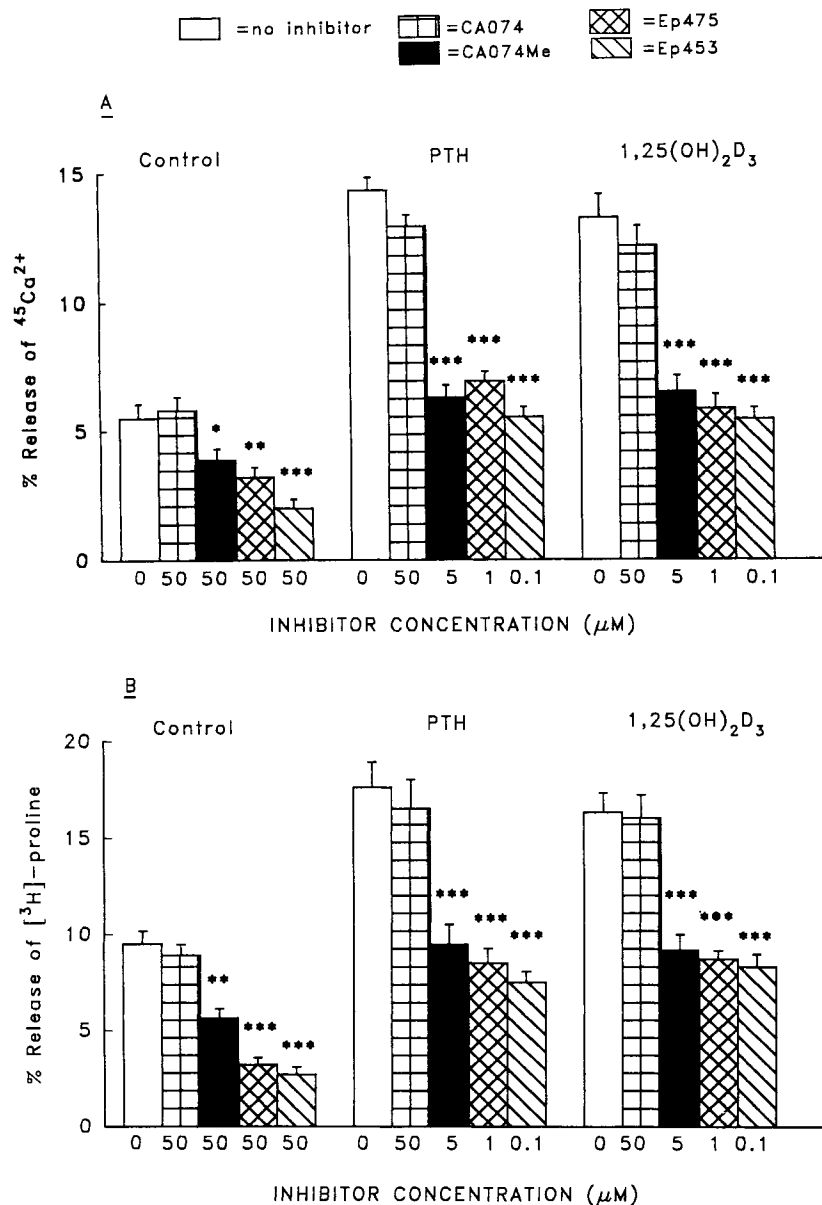 =no inhibitor =CA074 =Ep475
=CA074Me =Ep453
A
Control PTH 1,25(OH)₂D₃
% Release of ⁴⁵Ca²⁺
15
10
5
0
* ** ***
*** *** ***
*** *** ***
0 50 50 50 50 0 50 5 1 0.1 0 50 5 1 0.1
INHIBITOR CONCENTRATION (μM)
B
Control PTH 1,25(OH)₂D₃
% Release of [³H]-proline
20
15
10
5
0
** *** ***
*** *** ***
*** *** ***
0 50 50 50 50 0 50 5 1 0.1 0 50 5 1 0.1
INHIBITOR CONCENTRATION (μM)